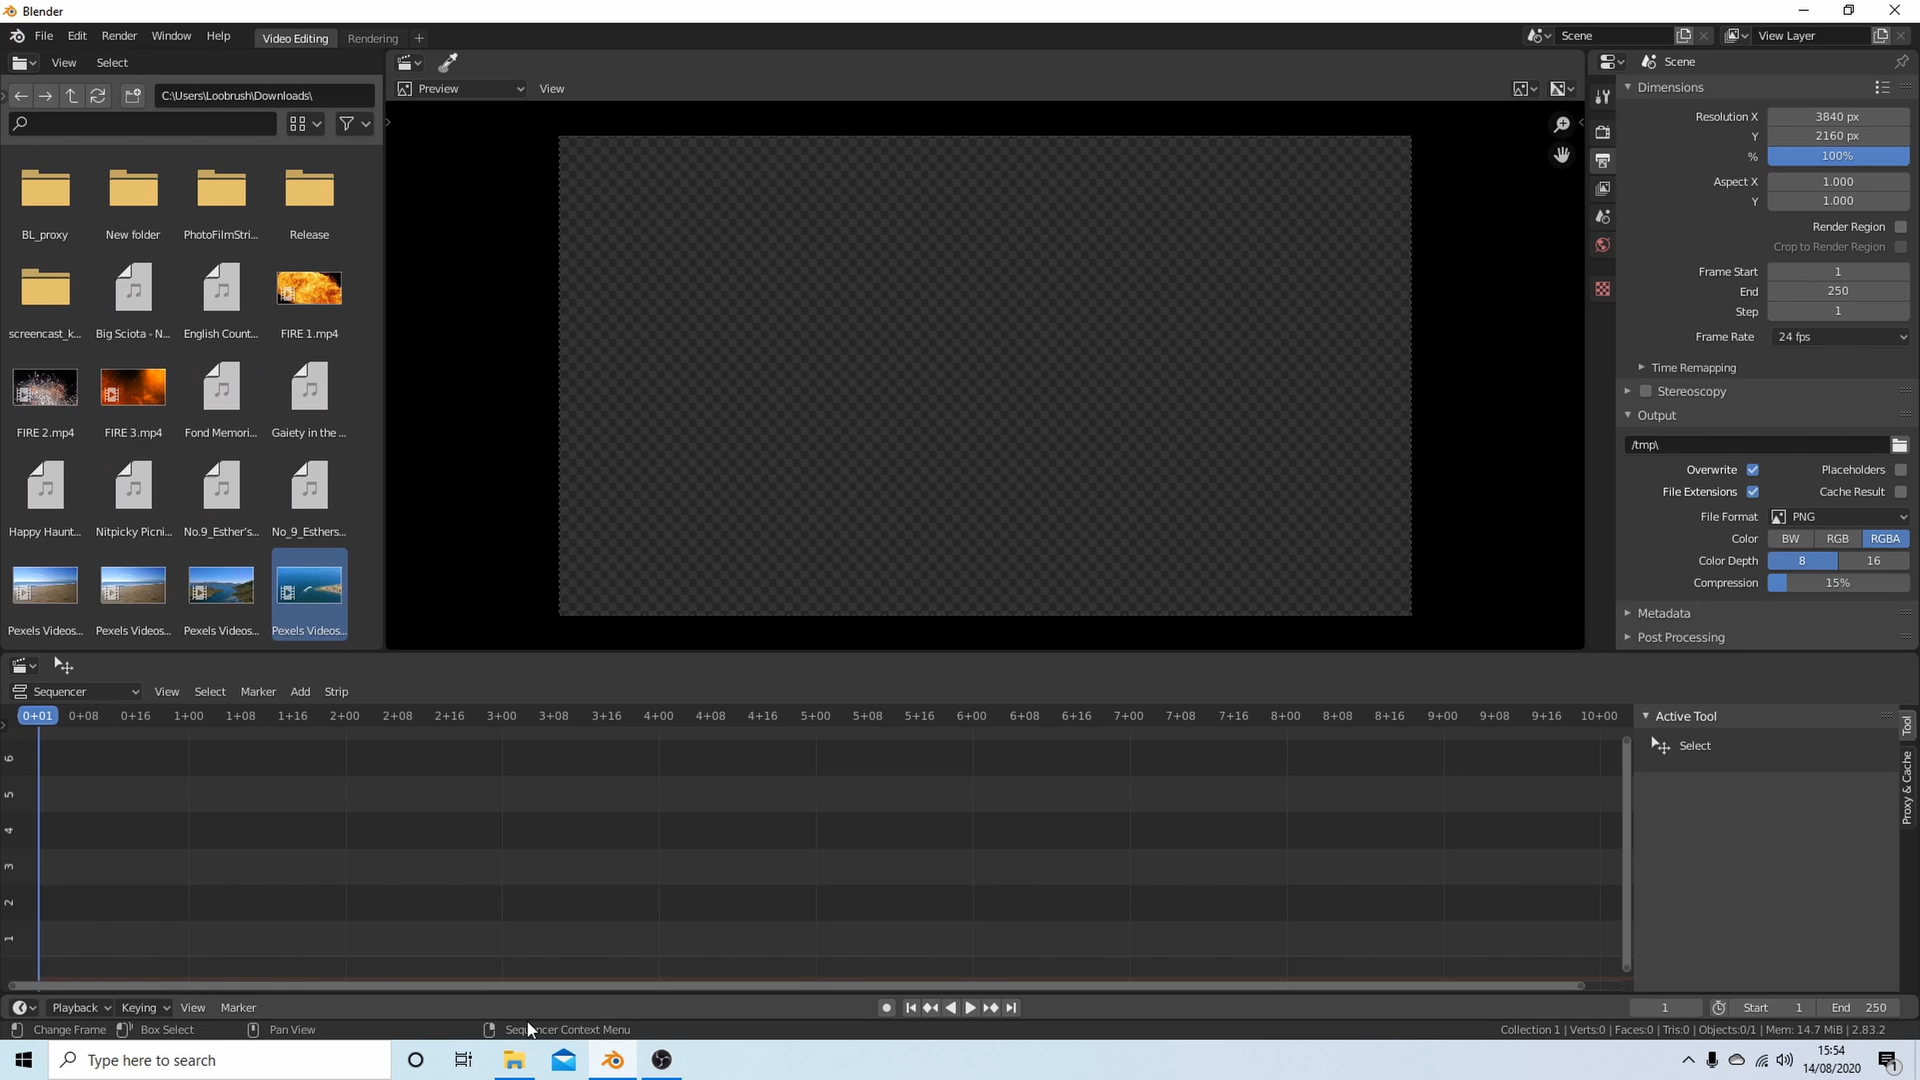 Blender
File Edit Render Window Help
Video Editing Rendering +
Scene
View Layer
View Select
C:\Users\Loobrush\Downloads\
Preview View
Scene
BL_proxy New folder PhotoFilmStri... Release
screencast_k... Big Sciota - N... English Count... FIRE 1.mp4
FIRE 2.mp4 FIRE 3.mp4 Fond Memori... Gaiety in the ...
Happy Haunt... Nitpicky Picni... No.9_Esther's... No_9_Esthers...
Pexels Videos... Pexels Videos... Pexels Videos... Pexels Videos...
Dimensions
Resolution X 3840 px
Y 2160 px
% 100%
Aspect X 1.000
Y 1.000
Render Region
Crop to Render Region
Frame Start 1
End 250
Step 1
Frame Rate 24 fps
Time Remapping
Stereoscopy
Output
/tmp\
Overwrite Placeholders
File Extensions Cache Result
File Format PNG
Color BW RGB RGBA
Color Depth 8 16
Compression 15%
Metadata
Post Processing
Sequencer View Select Marker Add Strip
0+01 0+08 0+16 1+00 1+08 1+16 2+00 2+08 2+16 3+00 3+08 3+16 4+00 4+08 4+16 5+00 5+08 5+16 6+00 6+08 6+16 7+00 7+08 7+16 8+00 8+08 8+16 9+00 9+08 9+16 10+00
6
5
4
3
2
1
Active Tool
Select
Tool
Proxy & Cache
Playback Keying View Marker
1 Start 1 End 250
Change Frame Box Select Pan View Sequencer Context Menu
Collection 1 | Verts:0 | Faces:0 | Tris:0 | Objects:0/1 | Mem: 14.7 MiB | 2.83.2
Type here to search
15:54
14/08/2020
1